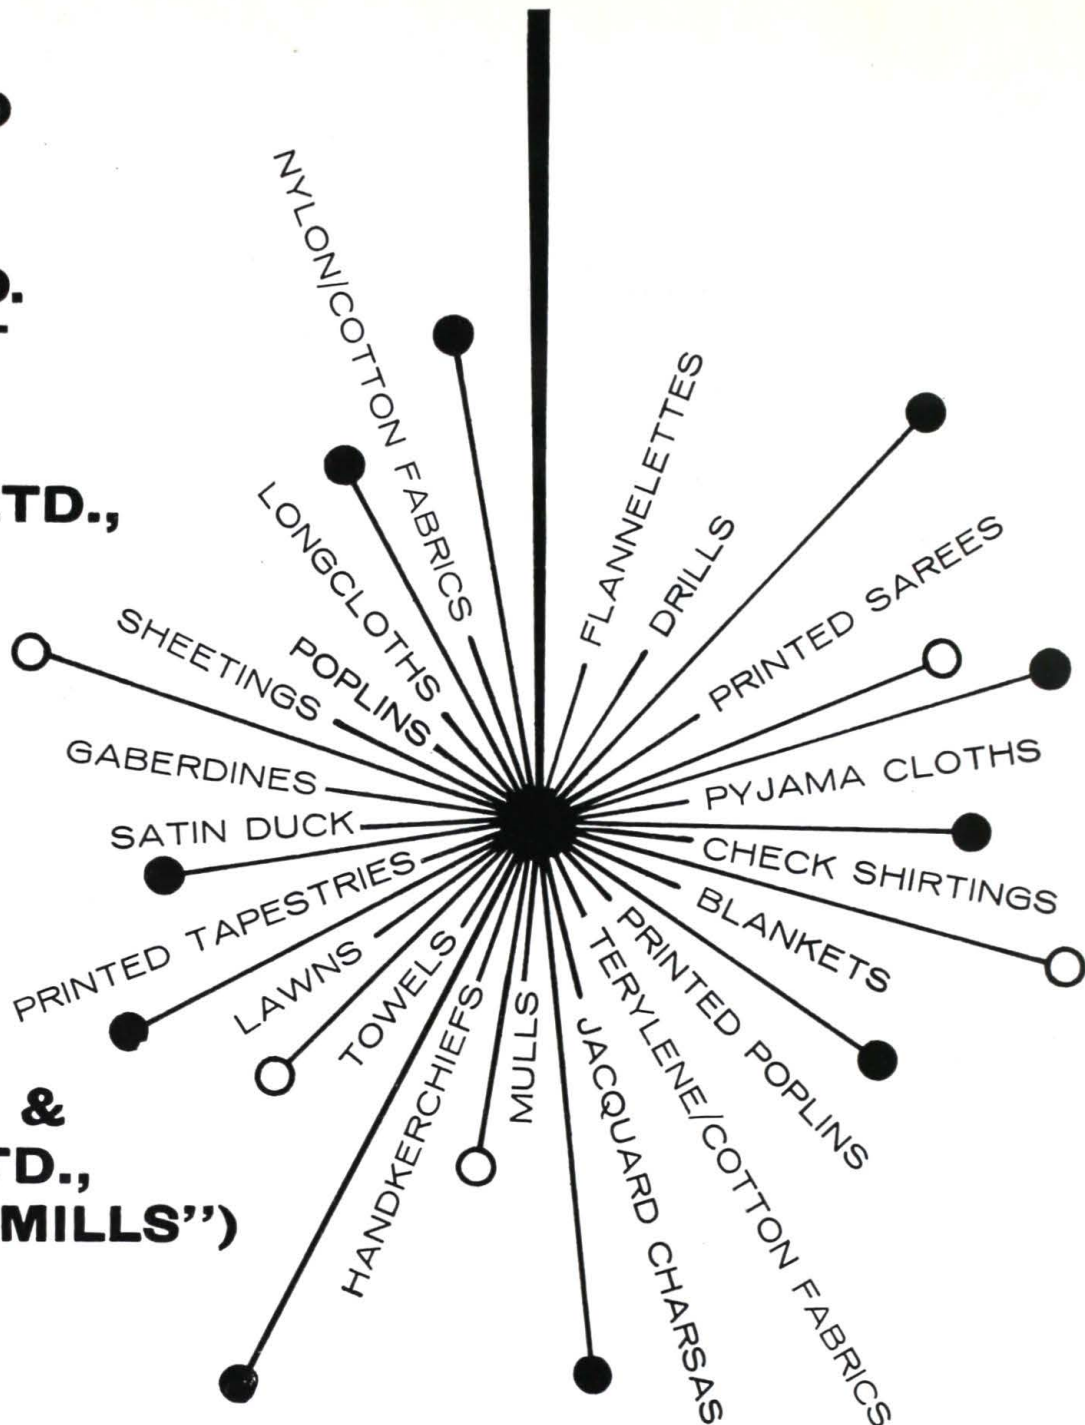 D.
LTD.,
&
TD.,
MILLS”)
NYLON/COTTON FABRICS
LONGCLOTHS
POPLINS
SHEETINGS
GABERDINES
SATIN DUCK
PRINTED TAPESTRIES
LAWNS
TOWELS
HANDKERCHIEFS
MULLS
JACQUARD CHARSAS
TERYLENE/COTTON FABRICS
PRINTED POPLINS
BLANKETS
CHECK SHIRTINGS
PYJAMA CLOTHS
PRINTED SAREES
DRILLS
FLANNELETTES